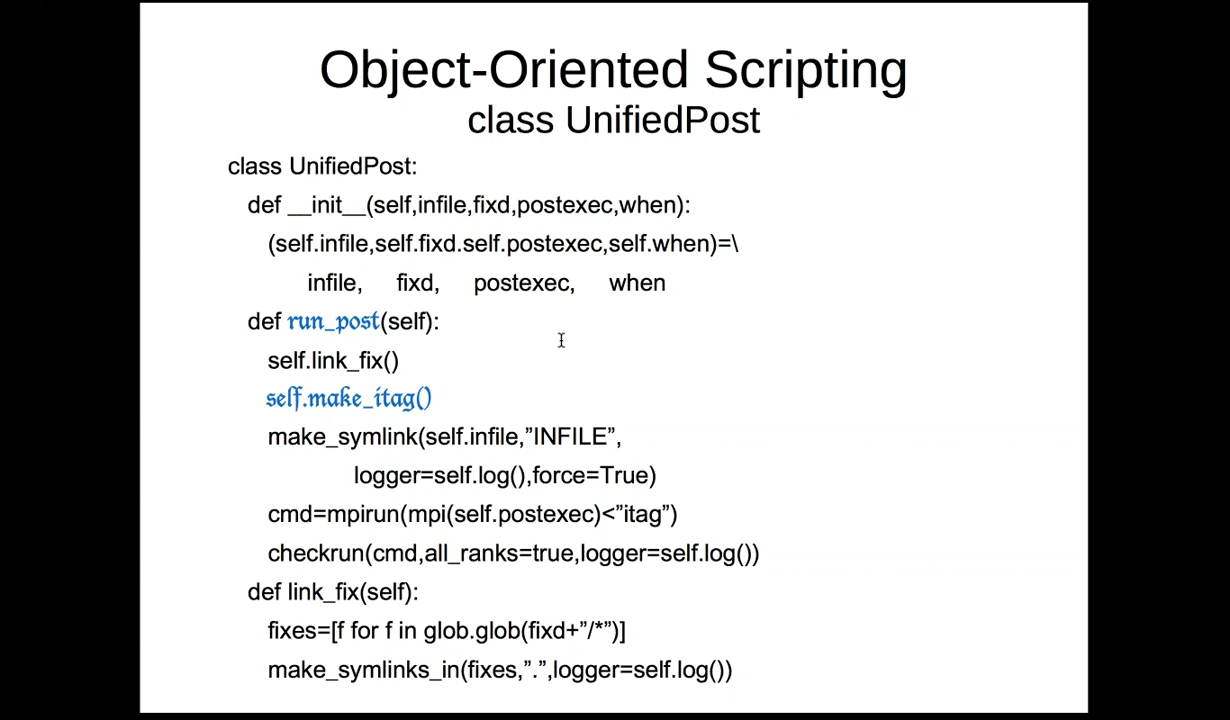 Object-Oriented Scripting
class UnifiedPost
class UnifiedPost:
def __init__(self,infile,fixd,postexec,when):
(self.infile,self.fixd.self.postexec,self.when)=\
infile, fixd, postexec, when
def run_post(self):
self.link_fix()
self.make_itag()
make_symlink(self.infile,”INFILE”,
logger=self.log(),force=True)
cmd=mpirun(mpi(self.postexec)<”itag”)
checkrun(cmd,all_ranks=true,logger=self.log())
def link_fix(self):
fixes=[f for f in glob.glob(fixd+”/*”)]
make_symlinks_in(fixes,”.”,logger=self.log())